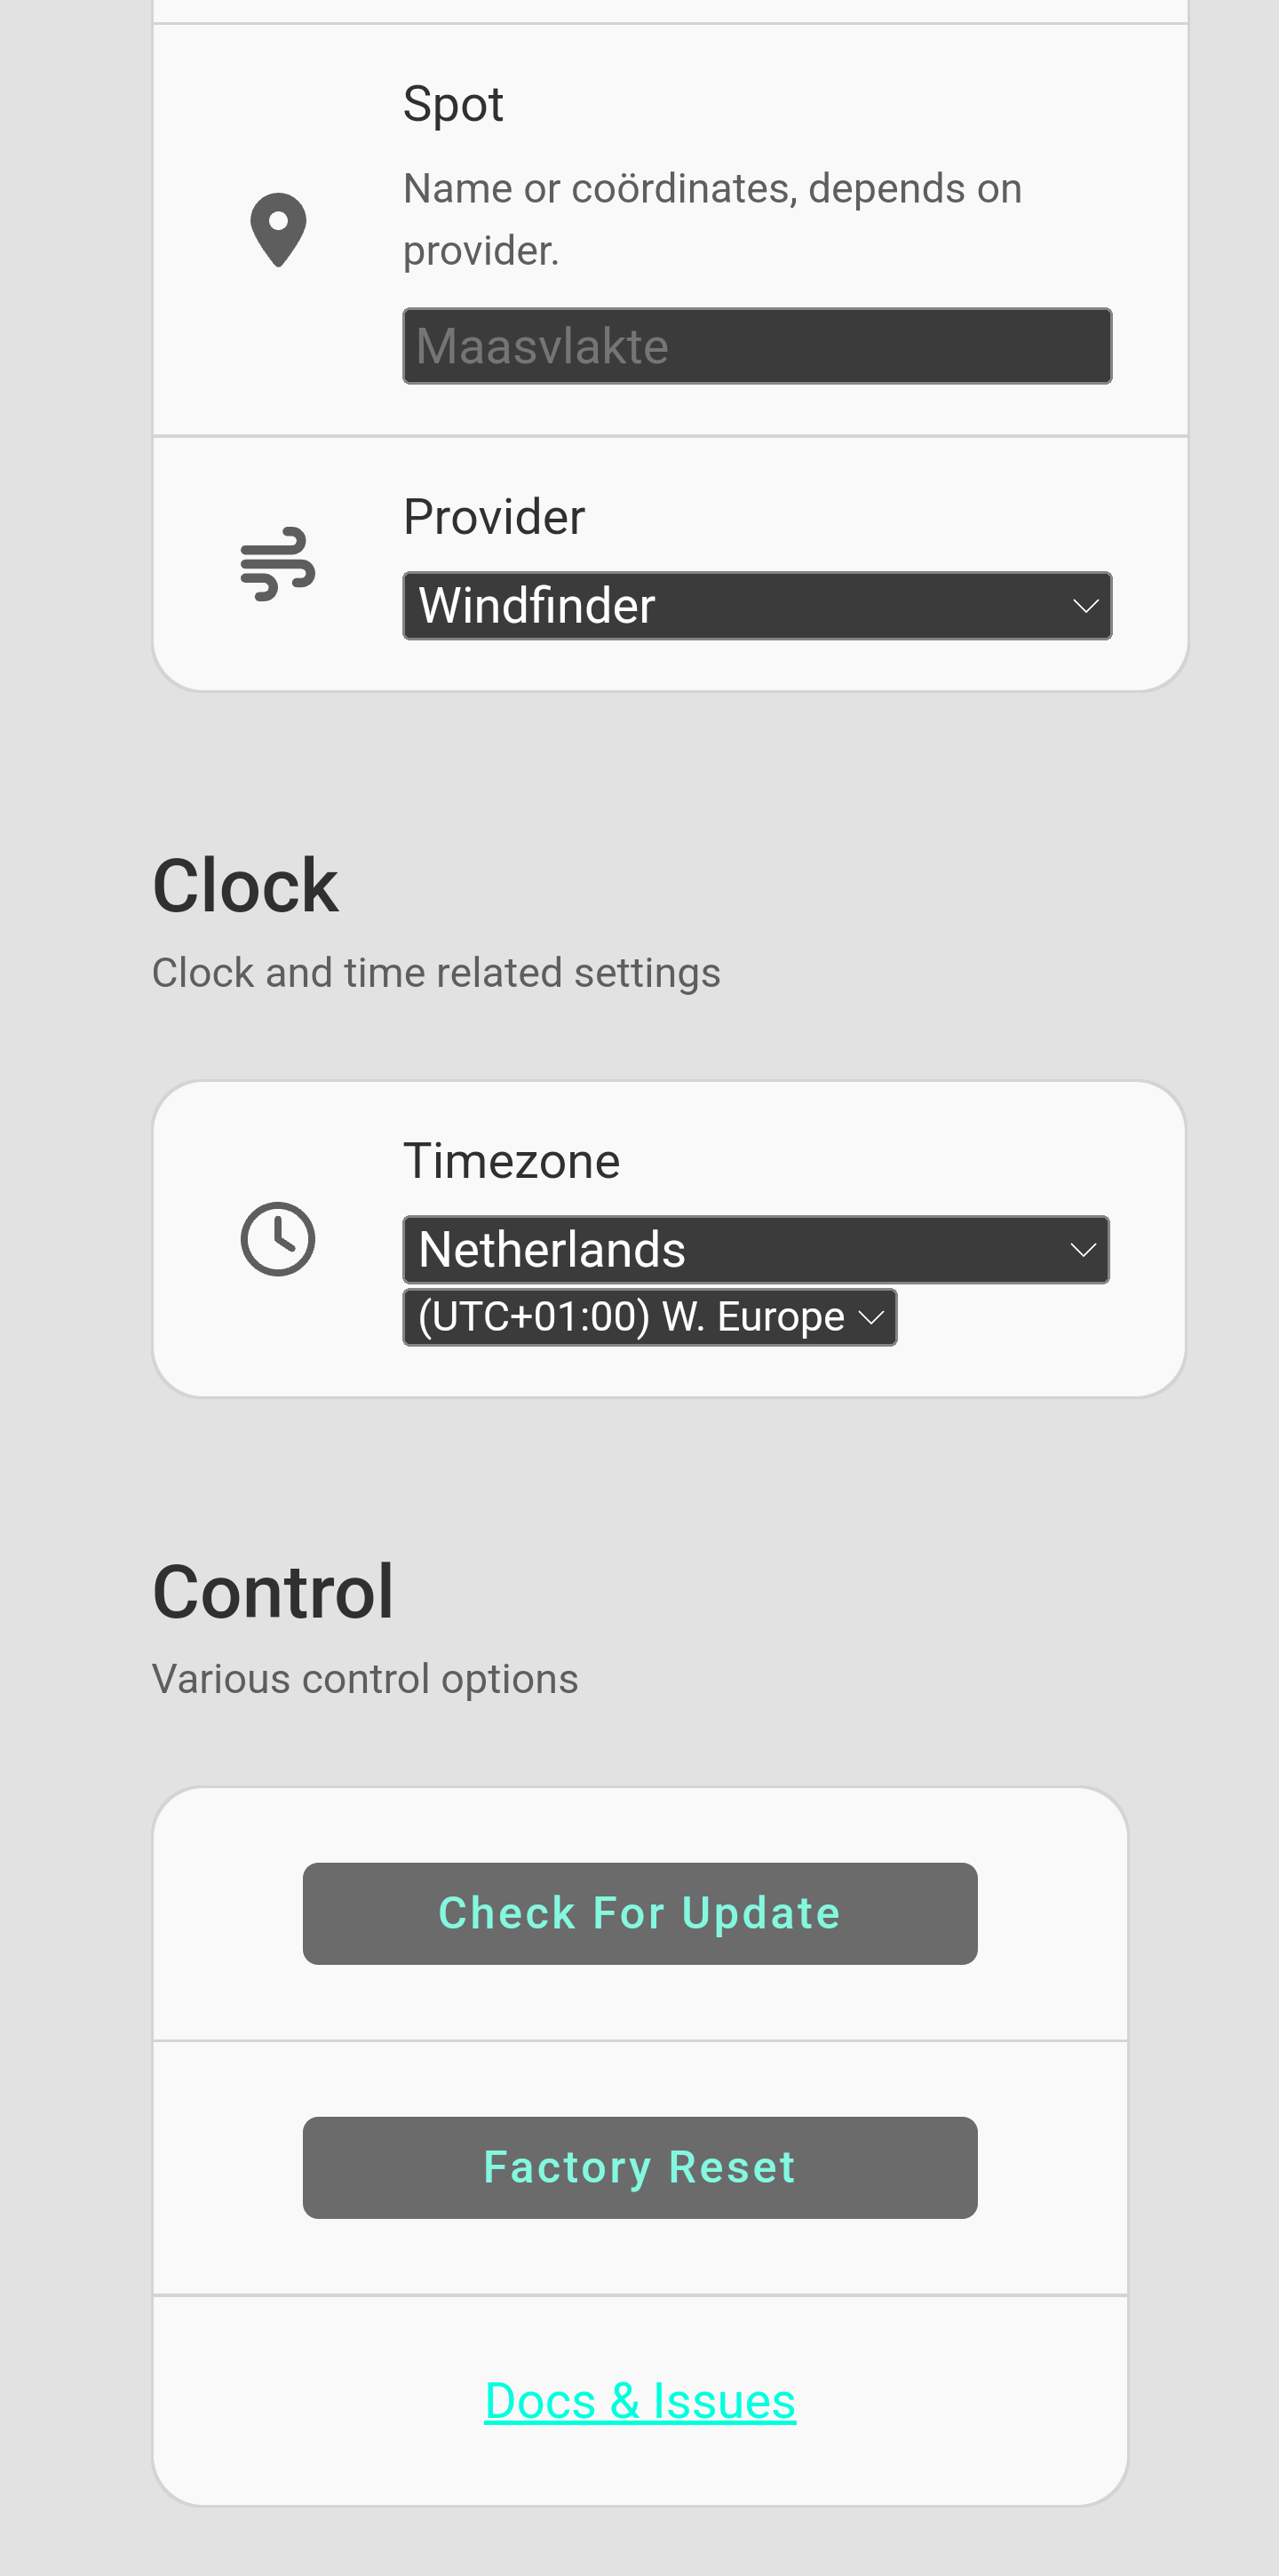 Spot
Name or coördinates, depends on
provider.
Maasvlakte
Provider
Windfinder
Clock
Clock and time related settings
Timezone
Netherlands
(UTC+01:00) W. Europe
Control
Various control options
Check For Update
Factory Reset
Docs & Issues